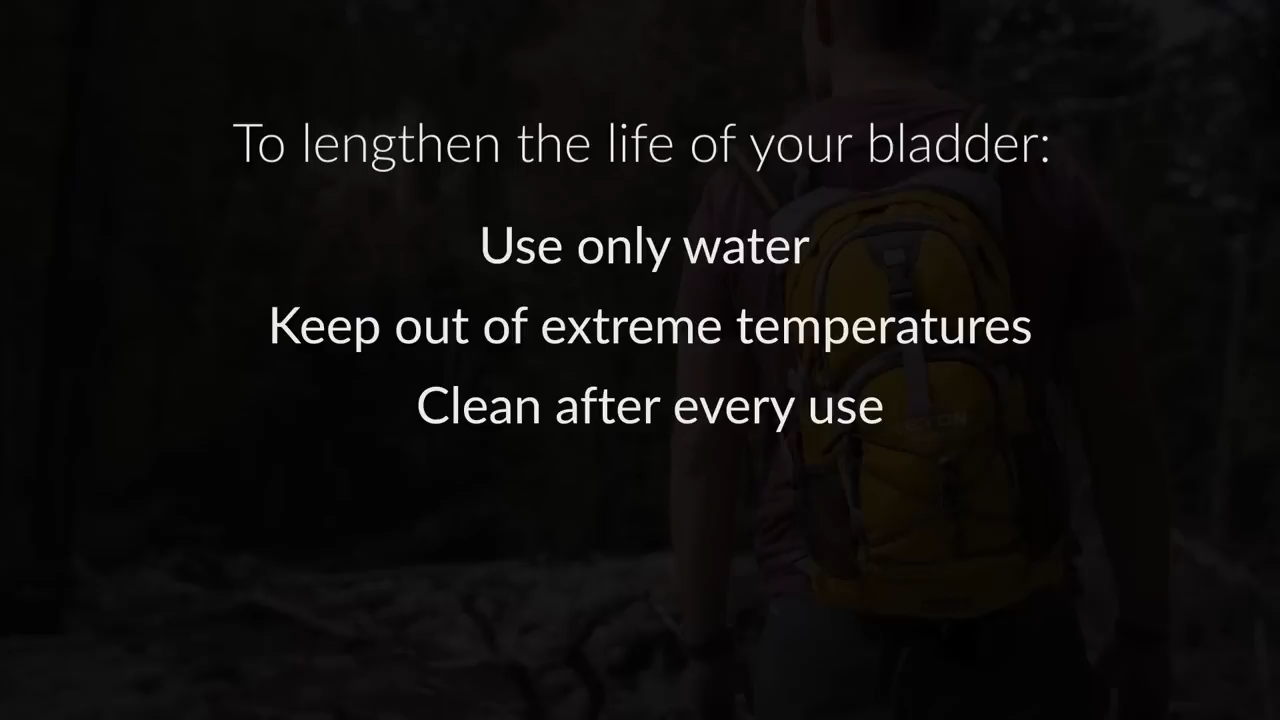 To lengthen the life of your bladder:
Use only water
Keep out of extreme temperatures
Clean after every use